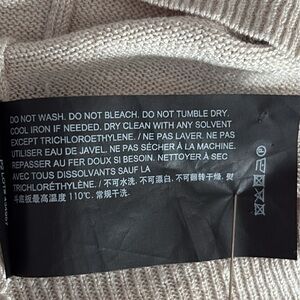 DO NOT WASH. DO NOT BLEACH. DO NOT TUMBLE DRY.
COOL IRON IF NEEDED. DRY CLEAN WITH ANY SOLVENT
EXCEPT TRICHLOROETHYLENE. / NE PAS LAVER. NE PAS
UTILISER EAU DE JAVEL. NE PAS SÉCHER À LA MACHINE.
REPASSER AU FER DOUX SI BESOIN. NETTOYER À SEC
AVEC TOUS DISSOLVANTS SAUF LA
TRICHLORÉTHYLÈNE. / 不可水洗. 不可漂白. 不可翻转干燥. 熨
斗底板最高温度 110℃. 常规干洗.